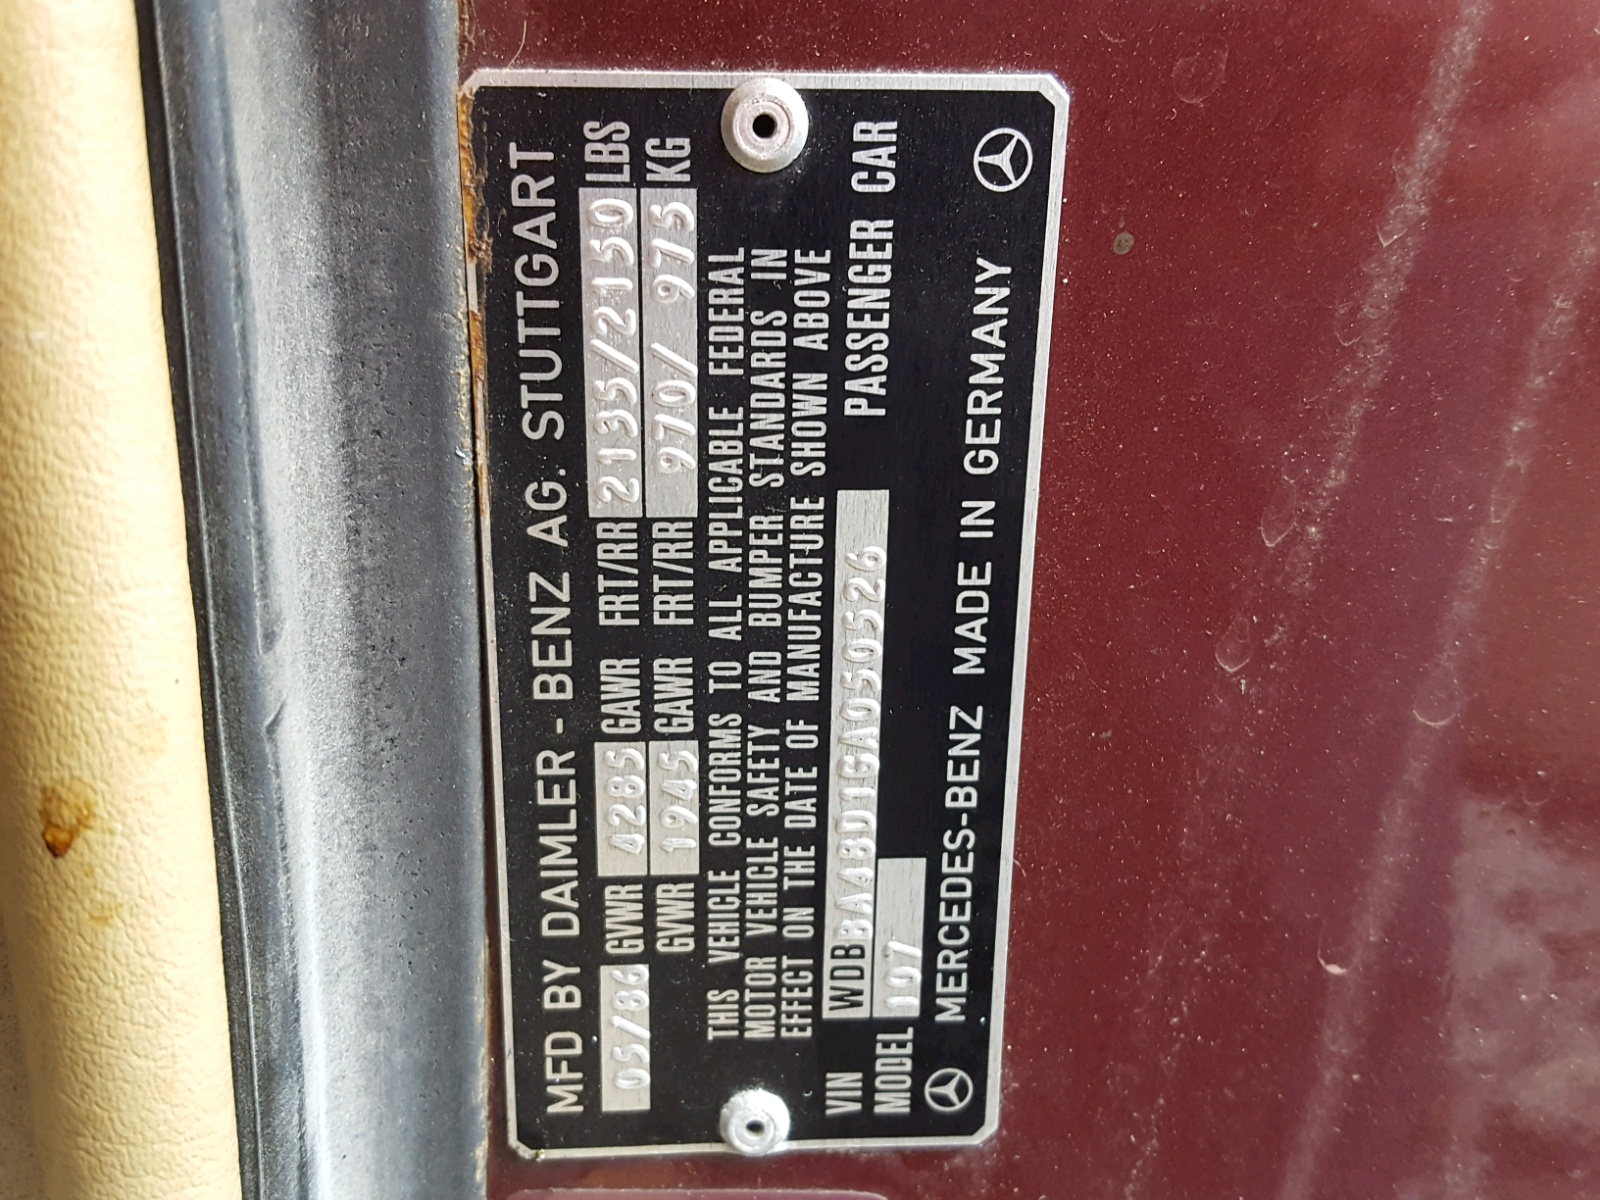 MFD BY DAIMLER - BENZ AG. STUTTGART
05/86 GVWR 4285 GAWR FRT/RR 2135/2150 LBS
GVWR 1945 GAWR FRT/RR 970/ 975 KG
THIS VEHICLE CONFORMS TO ALL APPLICABLE FEDERAL
MOTOR VEHICLE SAFETY AND BUMPER STANDARDS IN
EFFECT ON THE DATE OF MANUFACTURE SHOWN ABOVE
VIN WDBBA48D1GA050526 PASSENGER CAR
MODEL 107
MERCEDES-BENZ MADE IN GERMANY